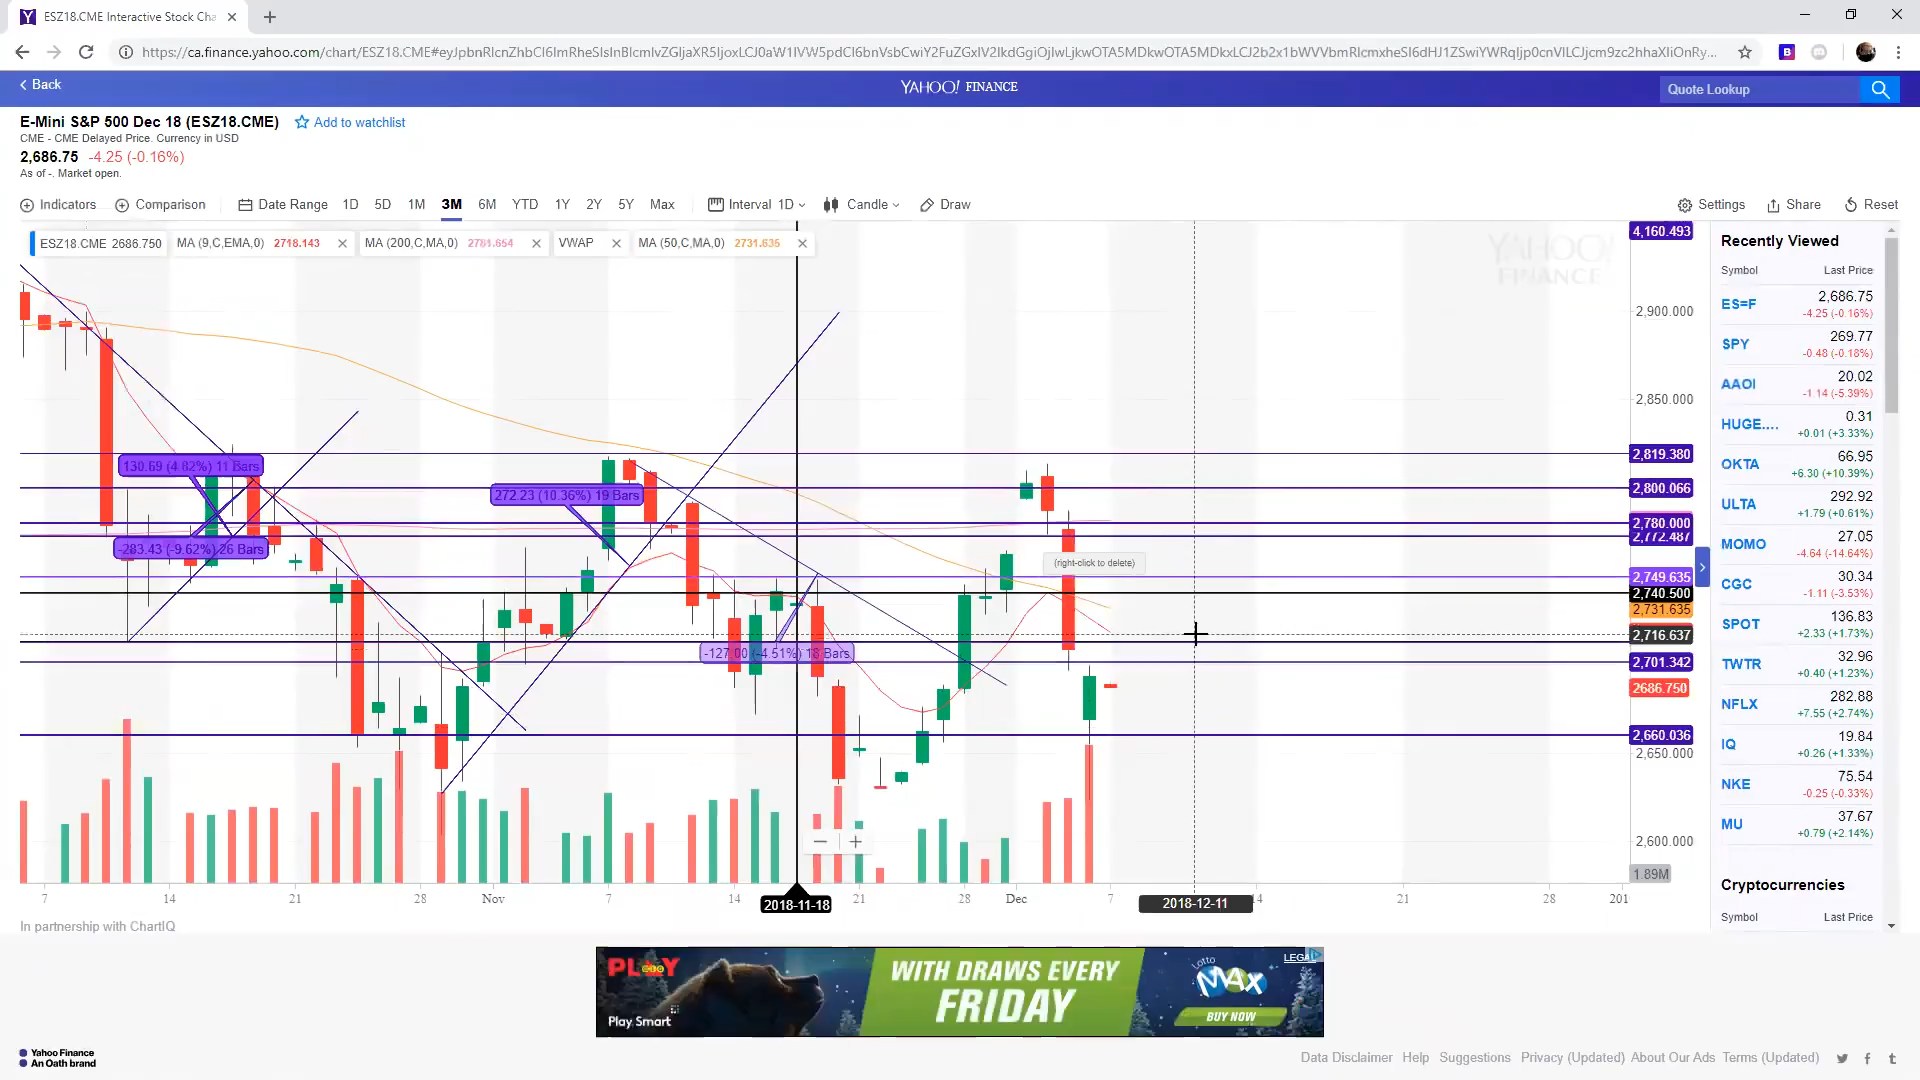 ESZ18.CME Interactive Stock Cha
https://ca.finance.yahoo.com/chart/ESZ18.CME#
Back
YAHOO! FINANCE
Quote Lookup
E-Mini S&P 500 Dec 18 (ESZ18.CME)
Add to watchlist
CME - CME Delayed Price. Currency in USD
2,686.75 -4.25 (-0.16%)
As of -. Market open.
Indicators
Comparison
Date Range 1D 5D 1M 3M 6M YTD 1Y 2Y 5Y Max
Interval 1D
Candle
Draw
Settings
Share
Reset
ESZ18.CME 2686.750
MA (9,C,EMA,0) 2718.143
MA (200,C,MA,0) 2781.654
VWAP
MA (50,C,MA,0) 2731.635
YAHOO!
FINANCE
4,160.493
2,900.000
2,850.000
2,819.380
2,800.066
2,780.000
2,772.487
2,749.635
2,740.500
2,731.635
2,716.637
2,701.342
2686.750
2,660.036
2,650.000
2,600.000
1.89M
130.69 (4.82%) 11 Bars
-283.43 (-9.62%) 26 Bars
272.23 (10.36%) 19 Bars
-127.00 (-4.51%) 18 Bars
(right-click to delete)
7 14 21 28 Nov 7 14 2018-11-18 21 28 Dec 7 2018-12-11 14 21 28 201
In partnership with ChartIQ
Recently Viewed
Symbol Last Price
ES=F 2,686.75
-4.25 (-0.16%)
SPY 269.77
-0.48 (-0.18%)
AAOI 20.02
-1.14 (-5.39%)
HUGE.... 0.31
+0.01 (+3.33%)
OKTA 66.95
+6.30 (+10.39%)
ULTA 292.92
+1.79 (+0.61%)
MOMO 27.05
-4.64 (-14.64%)
CGC 30.34
-1.11 (-3.53%)
SPOT 136.83
+2.33 (+1.73%)
TWTR 32.96
+0.40 (+1.23%)
NFLX 282.88
+7.55 (+2.74%)
IQ 19.84
+0.26 (+1.33%)
NKE 75.54
-0.25 (-0.33%)
MU 37.67
+0.79 (+2.14%)
Cryptocurrencies
Symbol Last Price
PLAY
Play Smart
WITH DRAWS EVERY
FRIDAY
Lotto
MAX
BUY NOW
LEGAL
Yahoo Finance
An Oath brand
Data Disclaimer Help Suggestions Privacy (Updated) About Our Ads Terms (Updated)